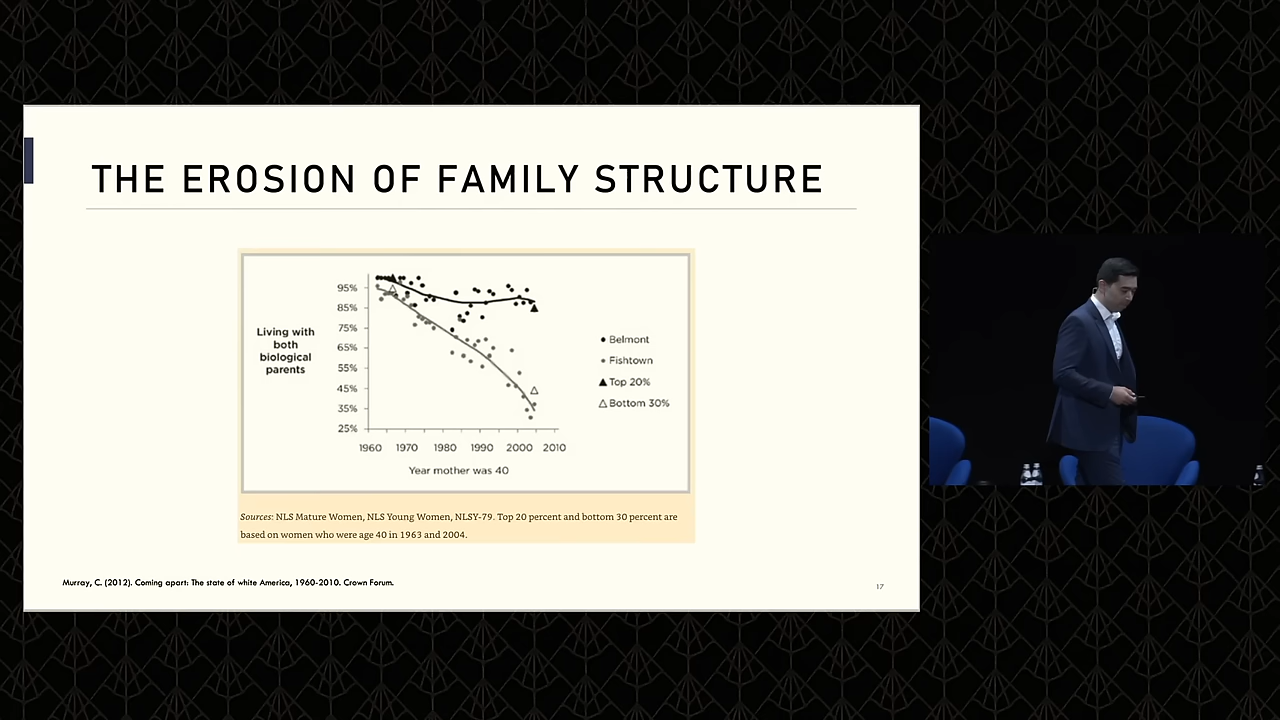 THE EROSION OF FAMILY STRUCTURE
95%
85%
75%
65%
55%
45%
35%
25%
Living with
both
biological
parents
1960 1970 1980 1990 2000 2010
Year mother was 40
Belmont
Fishtown
Top 20%
Bottom 30%
Sources: NLS Mature Women, NLS Young Women, NLSY-79. Top 20 percent and bottom 30 percent are
based on women who were age 40 in 1963 and 2004.
Murray, C. (2012). Coming apart: The state of white America, 1960-2010. Crown Forum.
17